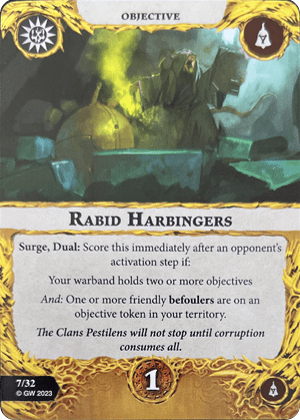 OBJECTIVE
RABID HARBINGERS
Surge, Dual: Score this immediately after an opponent's
activation step if:
Your warband holds two or more objectives
And: One or more friendly befoulers are on an
objective token in your territory.
The Clans Pestilens will not stop until corruption
consumes all.
7/32
© GW 2023
1